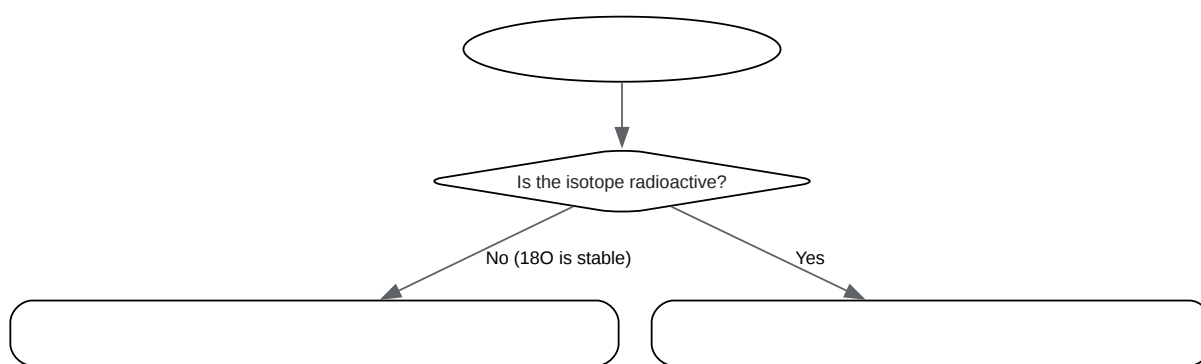 Is the isotope radioactive?
No (18O is stable)
Yes